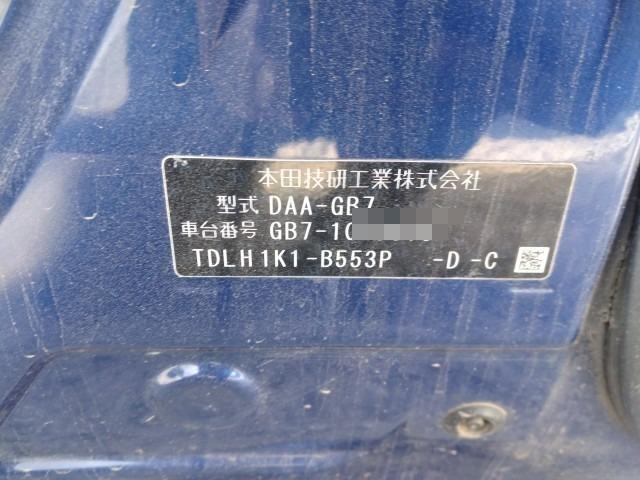 本田技研工業株式会社
型式 DAA-GB7
車台番号 GB7-10
TDLH1K1-B553P -D -C